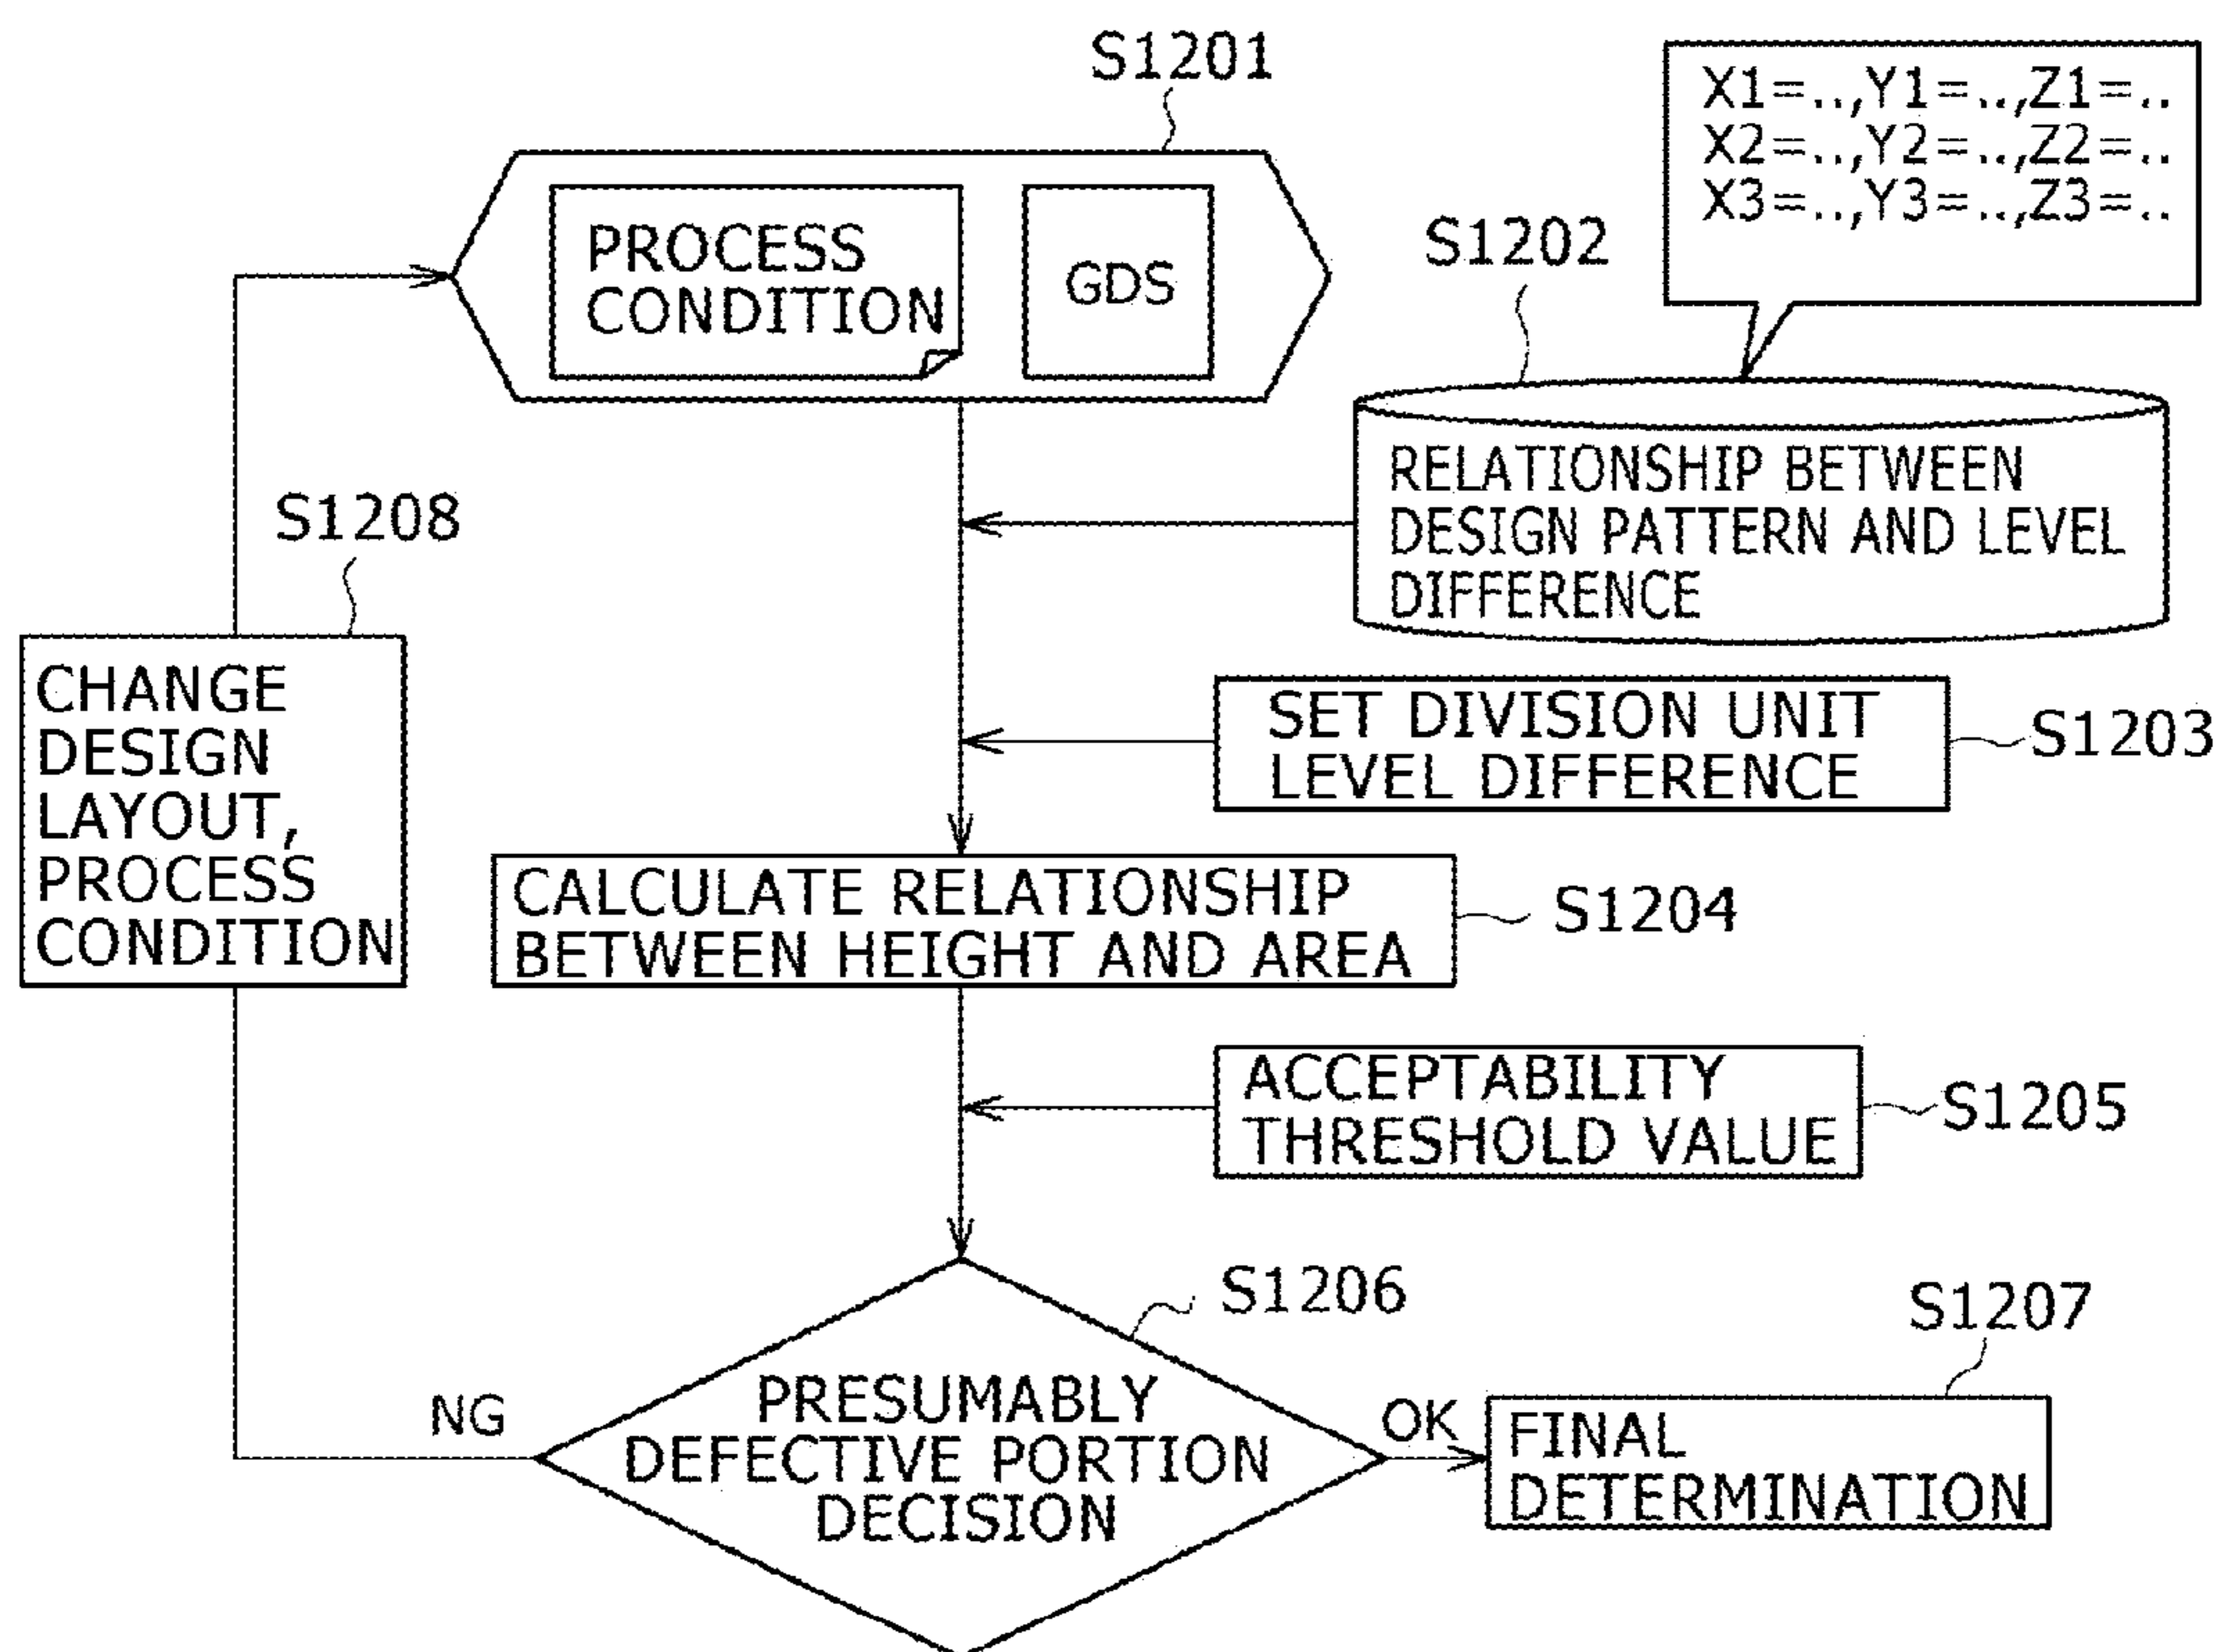 S1201
X1=..,Y1=..,Z1=..
X2=..,Y2=..,Z2=..
X3=..,Y3=..,Z3=..
PROCESS
CONDITION
GDS
S1202
RELATIONSHIP BETWEEN
DESIGN PATTERN AND LEVEL
DIFFERENCE
S1208
CHANGE
DESIGN
LAYOUT,
PROCESS
CONDITION
SET DIVISION UNIT
LEVEL DIFFERENCE
S1203
CALCULATE RELATIONSHIP
BETWEEN HEIGHT AND AREA
S1204
ACCEPTABILITY
THRESHOLD VALUE
S1205
S1206
PRESUMABLY
DEFECTIVE PORTION
DECISION
NG
OK
S1207
FINAL
DETERMINATION